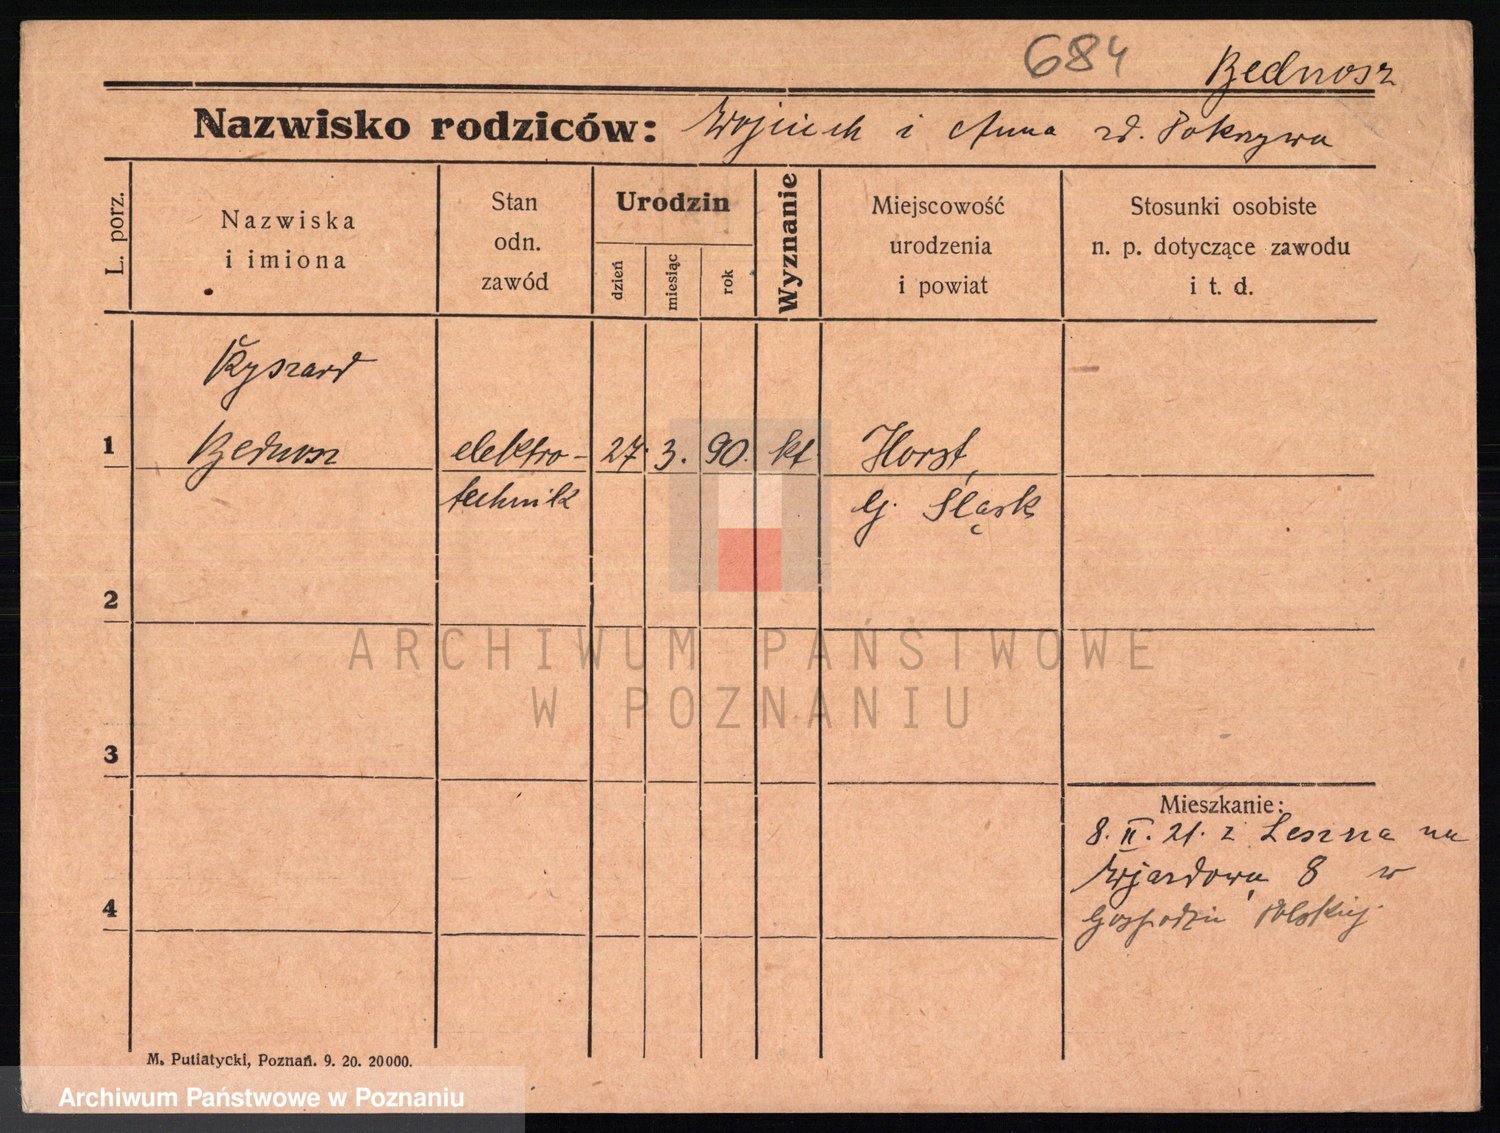 684
Bednosz
Nazwisko rodziców: Wojciech i Anna zd. Pokrzywa
L. porz.
Nazwiska
i imiona
Stan
odn.
zawód
Urodzin
dzień
miesiąc
rok
Wyznanie
Miejscowość
urodzenia
i powiat
Stosunki osobiste
n. p. dotyczące zawodu
i t. d.
Ryszard
1 Bednosz elektro- 27. 3. 90. kt Horst,
technik G. Śląsk
2
ARCHIWUM PAŃSTWOWE
W POZNANIU
3
Mieszkanie:
8. II. 21. z Leszna na
Wjazdową 8 w
Gospodzie Polskiej.
4
M. Putiatycki, Poznań. 9. 20. 20000.
Archiwum Państwowe w Poznaniu